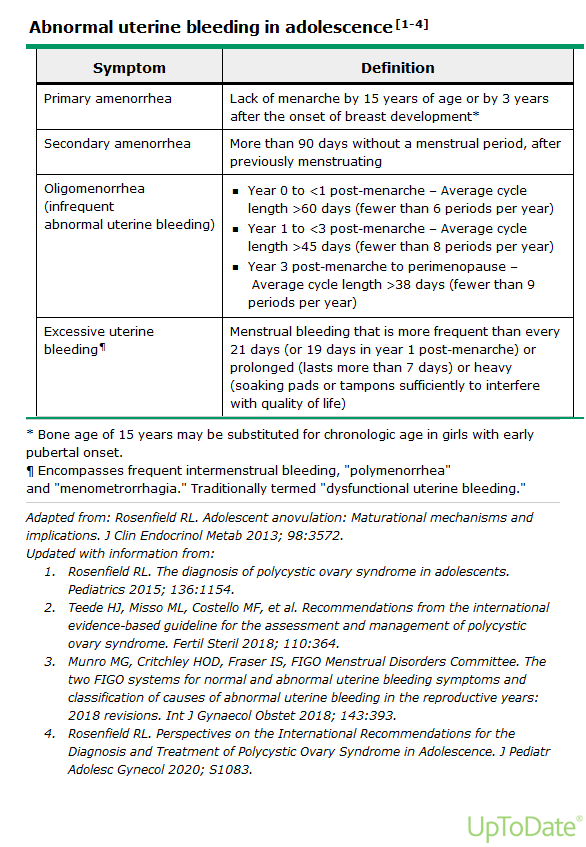 Abnormal uterine bleeding in adolescence[1-4]
Symptom
Definition
Primary amenorrhea
Lack of menarche by 15 years of age or by 3 years
after the onset of breast development*
Secondary amenorrhea
More than 90 days without a menstrual period, after
previously menstruating
Oligomenorrhea
(infrequent
abnormal uterine bleeding)
▪ Year 0 to <1 post-menarche – Average cycle
length >60 days (fewer than 6 periods per year)
▪ Year 1 to <3 post-menarche – Average cycle
length >45 days (fewer than 8 periods per year)
▪ Year 3 post-menarche to perimenopause –
Average cycle length >38 days (fewer than 9
periods per year)
Excessive uterine
bleeding¶
Menstrual bleeding that is more frequent than every
21 days (or 19 days in year 1 post-menarche) or
prolonged (lasts more than 7 days) or heavy
(soaking pads or tampons sufficiently to interfere
with quality of life)
* Bone age of 15 years may be substituted for chronologic age in girls with early
pubertal onset.
¶ Encompasses frequent intermenstrual bleeding, "polymenorrhea"
and "menometrorrhagia." Traditionally termed "dysfunctional uterine bleeding."
Adapted from: Rosenfield RL. Adolescent anovulation: Maturational mechanisms and
implications. J Clin Endocrinol Metab 2013; 98:3572.
Updated with information from:
1. Rosenfield RL. The diagnosis of polycystic ovary syndrome in adolescents.
Pediatrics 2015; 136:1154.
2. Teede HJ, Misso ML, Costello MF, et al. Recommendations from the international
evidence-based guideline for the assessment and management of polycystic
ovary syndrome. Fertil Steril 2018; 110:364.
3. Munro MG, Critchley HOD, Fraser IS, FIGO Menstrual Disorders Committee. The
two FIGO systems for normal and abnormal uterine bleeding symptoms and
classification of causes of abnormal uterine bleeding in the reproductive years:
2018 revisions. Int J Gynaecol Obstet 2018; 143:393.
4. Rosenfield RL. Perspectives on the International Recommendations for the
Diagnosis and Treatment of Polycystic Ovary Syndrome in Adolescence. J Pediatr
Adolesc Gynecol 2020; S1083.
UpToDate®